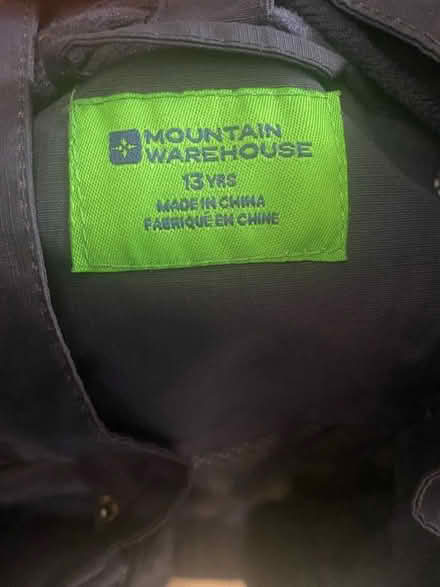 MOUNTAIN
WAREHOUSE
13 YRS
MADE IN CHINA
FABRIQUÉ EN CHINE